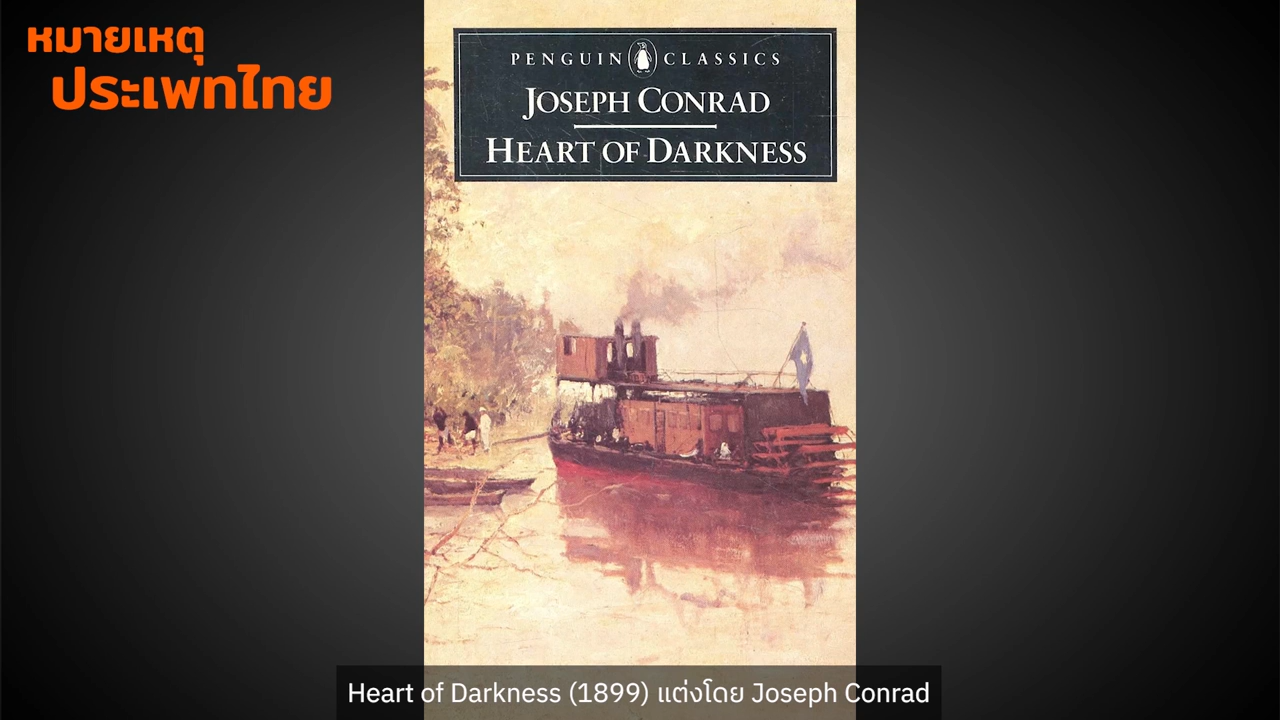 หมายเหตุ
ประเพทไทย
PENGUIN CLASSICS
JOSEPH CONRAD
HEART OF DARKNESS
Heart of Darkness (1899) แต่งโดย Joseph Conrad